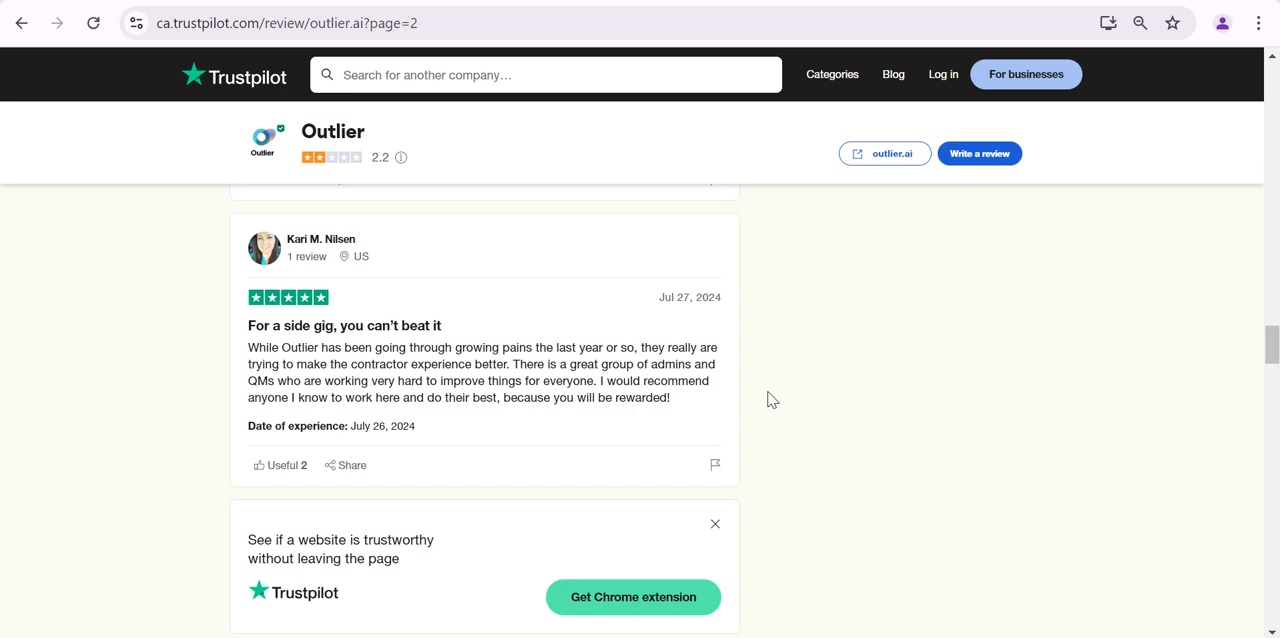 ca.trustpilot.com/review/outlier.ai?page=2
Trustpilot
Search for another company...
Categories
Blog
Log in
For businesses
Outlier
Outlier
2.2
outlier.ai
Write a review
Kari M. Nilsen
1 review US
Jul 27, 2024
For a side gig, you can't beat it
While Outlier has been going through growing pains the last year or so, they really are
trying to make the contractor experience better. There is a great group of admins and
QMs who are working very hard to improve things for everyone. I would recommend
anyone I know to work here and do their best, because you will be rewarded!
Date of experience: July 26, 2024
Useful 2 Share
See if a website is trustworthy
without leaving the page
Trustpilot
Get Chrome extension